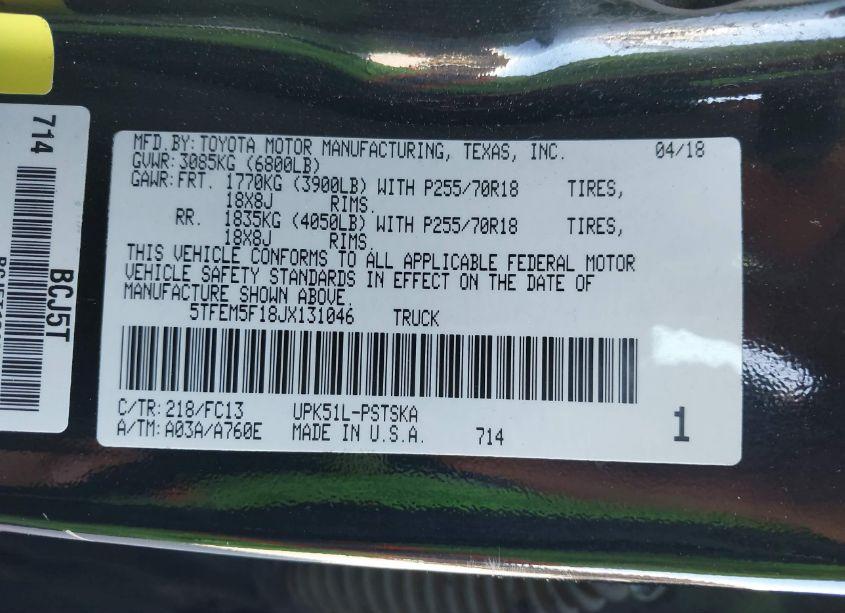 MFD.BY: TOYOTA MOTOR MANUFACTURING, TEXAS, INC. 04/18
GVWR: 3085KG (6800LB)
GAWR: FRT. 1770KG (3900LB) WITH P255/70R18 TIRES,
18X8J RIMS.
RR. 1835KG (4050LB) WITH P255/70R18 TIRES,
18X8J RIMS.
THIS VEHICLE CONFORMS TO ALL APPLICABLE FEDERAL MOTOR
VEHICLE SAFETY STANDARDS IN EFFECT ON THE DATE OF
MANUFACTURE SHOWN ABOVE.
5TFEM5F18JX131046 TRUCK
C/TR: 218/FC13 UPK51L-PSTSKA
A/TM: A03A/A760E MADE IN U.S.A. 714
1
714
BCJ5T